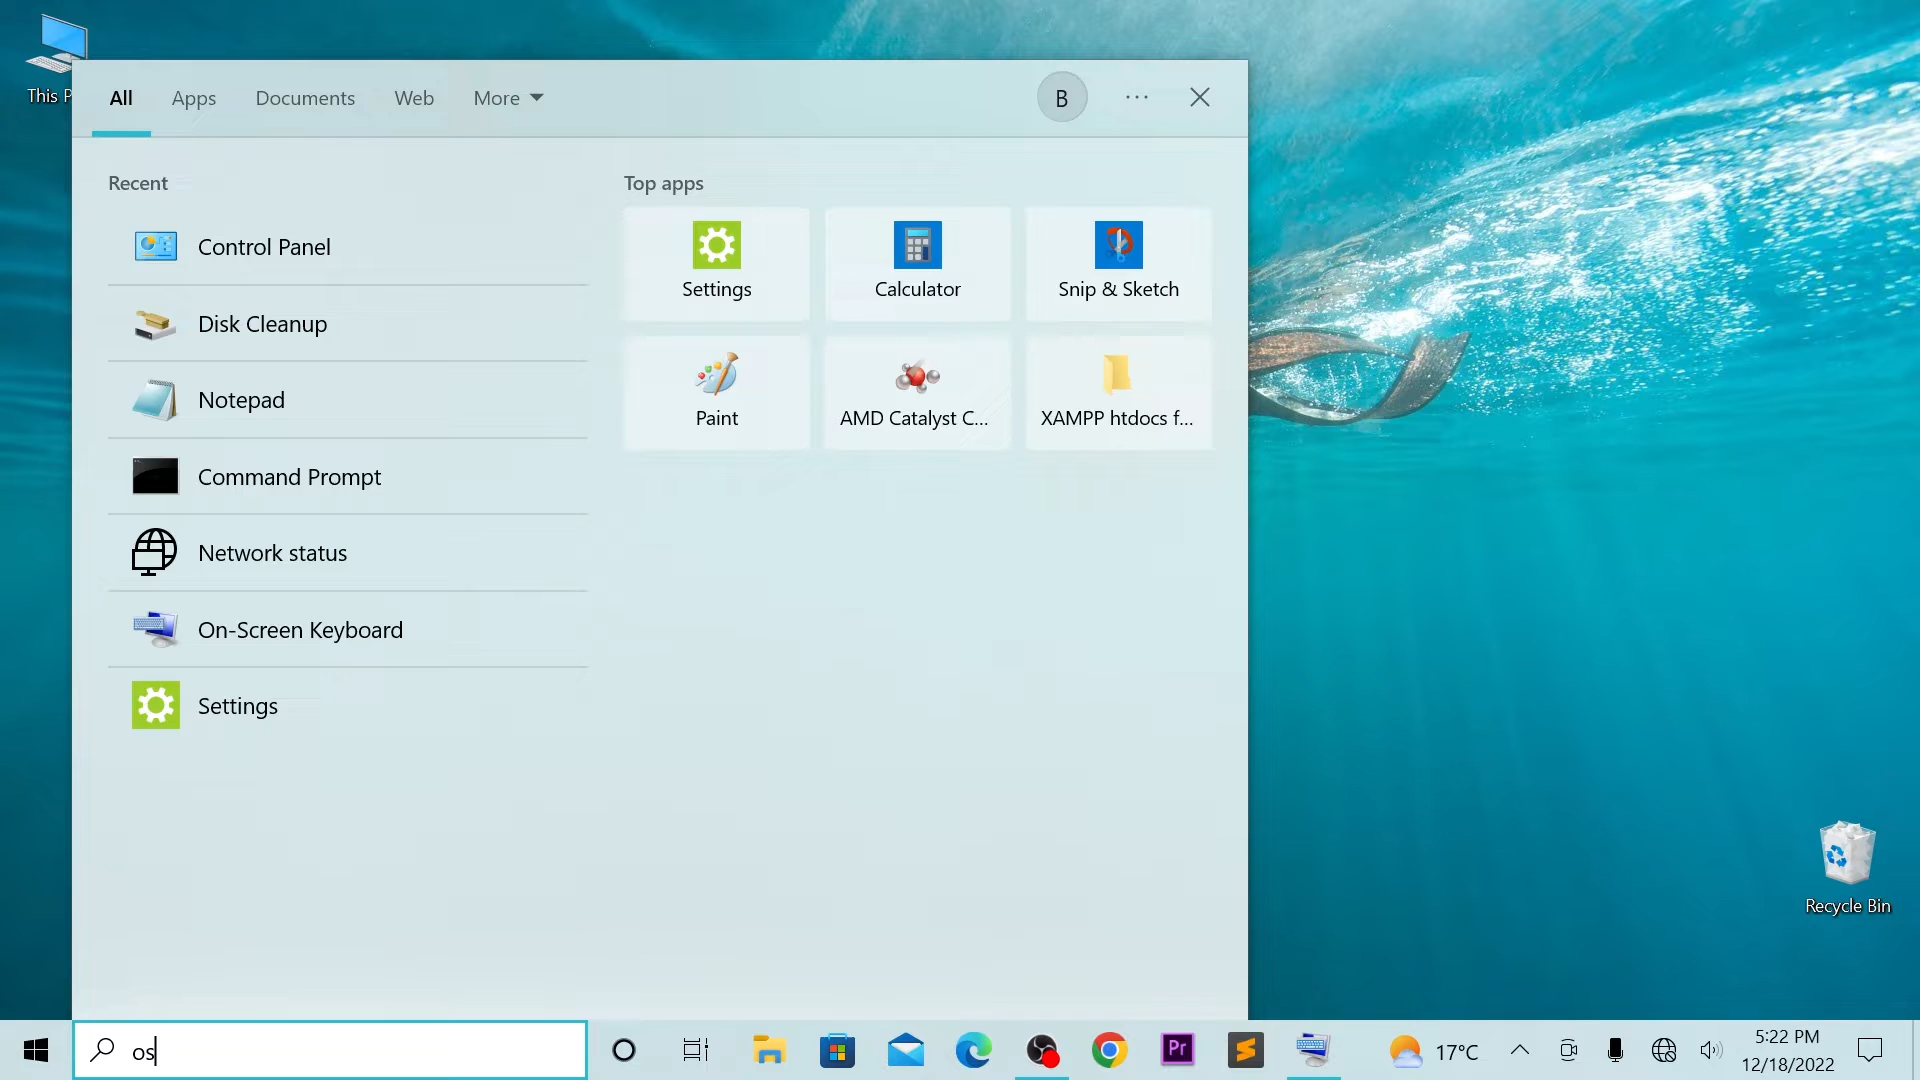 This P
All Apps Documents Web More B
Recent
Control Panel
Disk Cleanup
Notepad
Command Prompt
Network status
On-Screen Keyboard
Settings
Top apps
Settings Calculator Snip & Sketch
Paint AMD Catalyst C... XAMPP htdocs f...
Recycle Bin
os
Pr
17°C
5:22 PM
12/18/2022